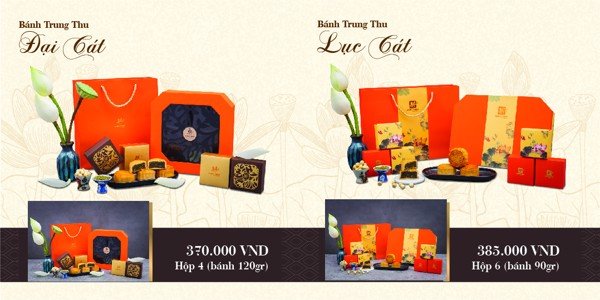 Bánh Trung Thu
Đại Cát
370.000 VND
Hộp 4 (bánh 120gr)
Bánh Trung Thu
Lục Cát
385.000 VND
Hộp 6 (bánh 90gr)